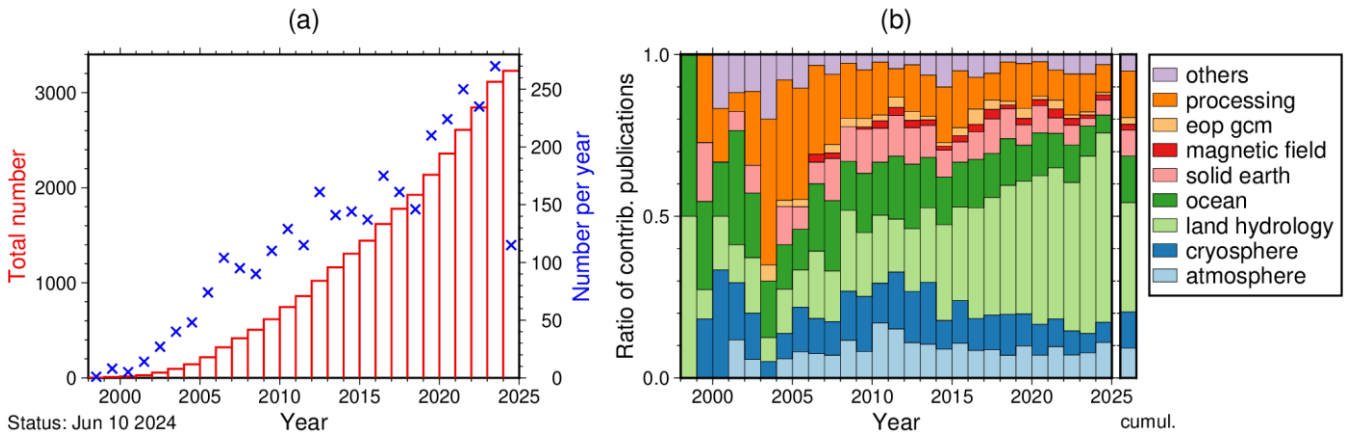 (a)
3000
2000
1000
0
Total number
250
200
150
100
50
0
Number per year
2000
2005
2010
2015
2020
2025
Year
Status: Jun 10 2024
(b)
1.0
0.5
0.0
Ratio of contrib. publications
2000
2005
2010
2015
2020
2025
Year
cumul.
others
processing
eop gcm
magnetic field
solid earth
ocean
land hydrology
cryosphere
atmosphere